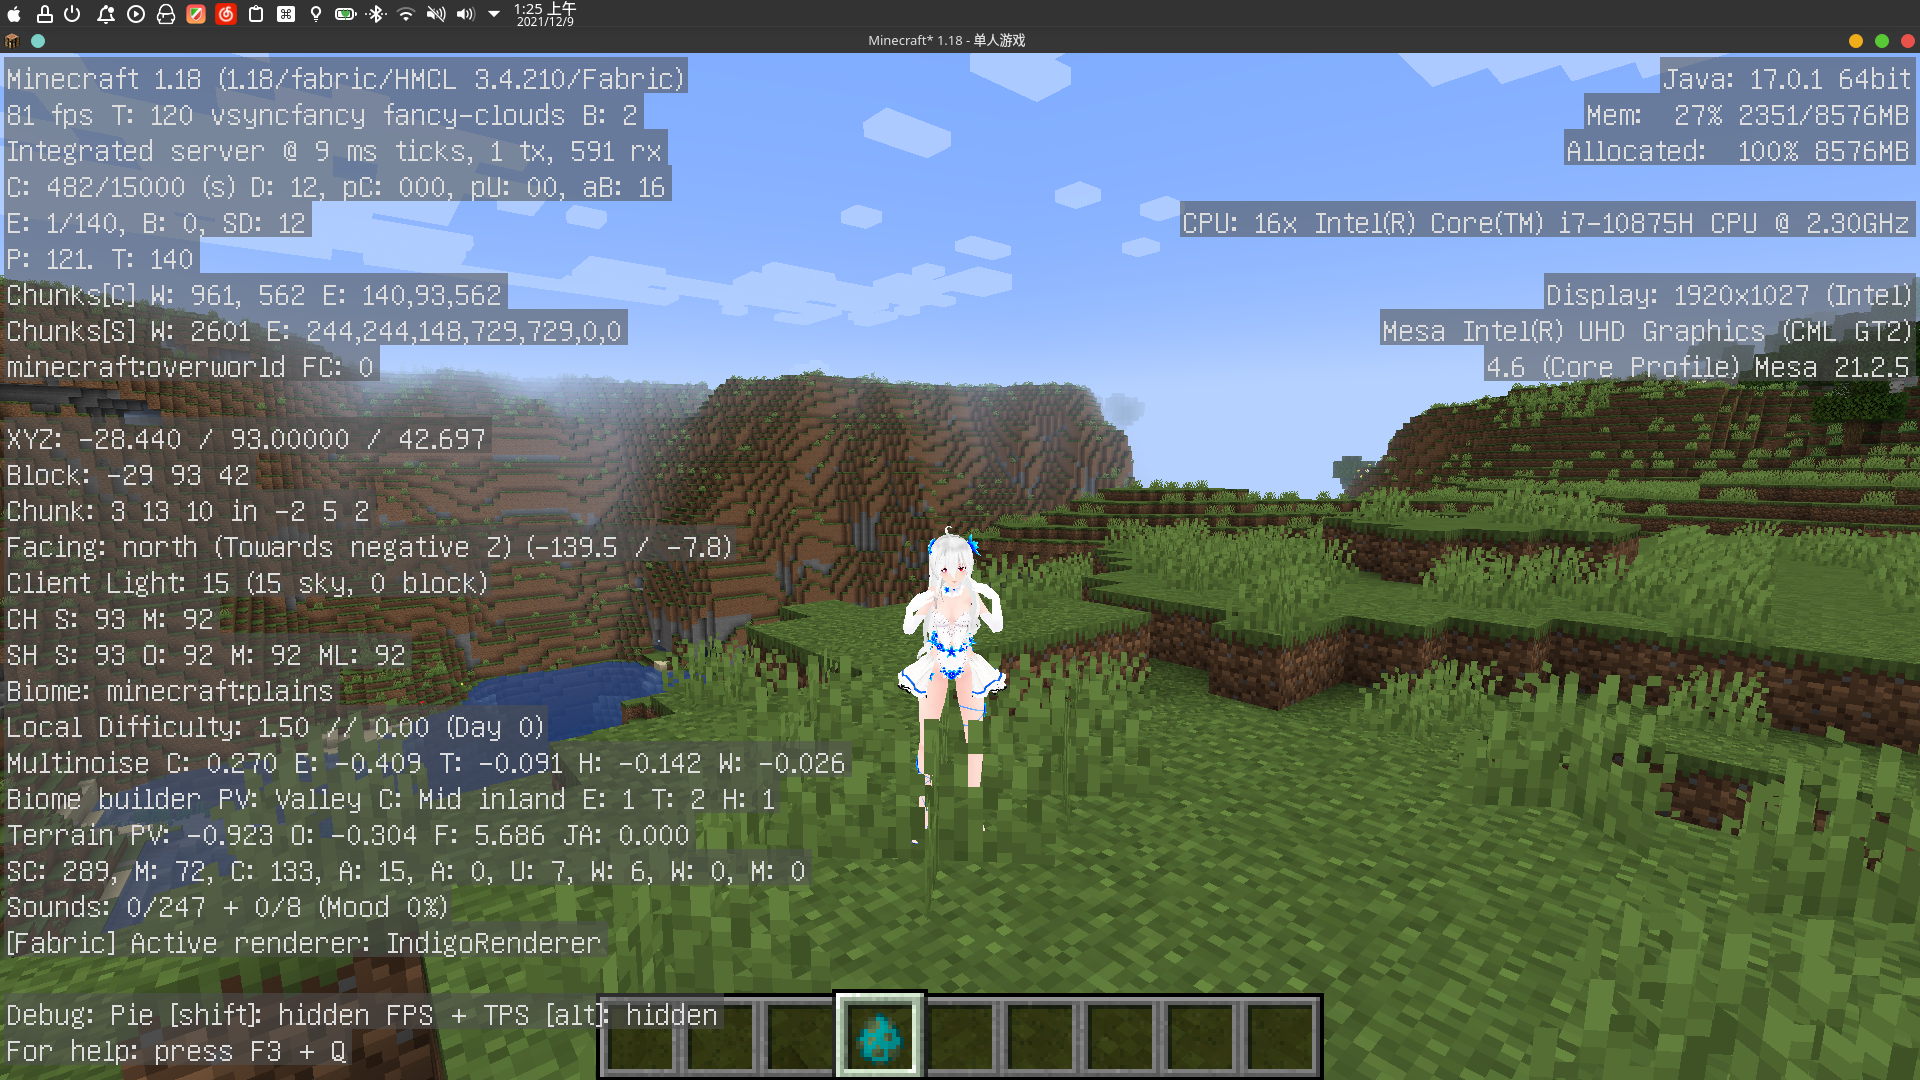 1:25 上午
2021/12/9
Minecraft* 1.18 - 单人游戏
Minecraft 1.18 (1.18/fabric/HMCL 3.4.210/Fabric)
81 fps T: 120 vsyncfancy fancy-clouds B: 2
Integrated server @ 9 ms ticks, 1 tx, 591 rx
C: 482/15000 (s) D: 12, pC: 000, pU: 00, aB: 16
E: 1/140, B: 0, SD: 12
P: 121. T: 140
Chunks[C] W: 961, 562 E: 140,93,562
Chunks[S] W: 2601 E: 244,244,148,729,729,0,0
minecraft:overworld FC: 0
XYZ: -28.440 / 93.00000 / 42.697
Block: -29 93 42
Chunk: 3 13 10 in -2 5 2
Facing: north (Towards negative Z) (-139.5 / -7.8)
Client Light: 15 (15 sky, 0 block)
CH S: 93 M: 92
SH S: 93 O: 92 M: 92 ML: 92
Biome: minecraft:plains
Local Difficulty: 1.50 // 0.00 (Day 0)
Multinoise C: 0.270 E: -0.409 T: -0.091 H: -0.142 W: -0.026
Biome builder PV: Valley C: Mid inland E: 1 T: 2 H: 1
Terrain PV: -0.923 O: -0.304 F: 5.686 JA: 0.000
SC: 289, M: 72, C: 133, A: 15, A: 0, U: 7, W: 6, W: 0, M: 0
Sounds: 0/247 + 0/8 (Mood 0%)
[Fabric] Active renderer: IndigoRenderer
Debug: Pie [shift]: hidden FPS + TPS [alt]: hidden
For help: press F3 + Q
Java: 17.0.1 64bit
Mem: 27% 2351/8576MB
Allocated: 100% 8576MB
CPU: 16x Intel(R) Core(TM) i7-10875H CPU @ 2.30GHz
Display: 1920x1027 (Intel)
Mesa Intel(R) UHD Graphics (CML GT2)
4.6 (Core Profile) Mesa 21.2.5